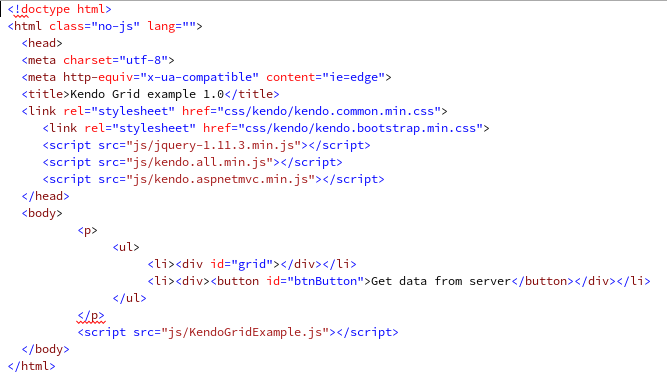 <!doctype html>
<html class="no-js" lang="">
<head>
<meta charset="utf-8">
<meta http-equiv="x-ua-compatible" content="ie=edge">
<title>Kendo Grid example 1.0</title>
<link rel="stylesheet" href="css/kendo/kendo.common.min.css">
<link rel="stylesheet" href="css/kendo/kendo.bootstrap.min.css">
<script src="js/jquery-1.11.3.min.js"></script>
<script src="js/kendo.all.min.js"></script>
<script src="js/kendo.aspnetmvc.min.js"></script>
</head>
<body>
<p>
<ul>
<li><div id="grid"></div></li>
<li><div><button id="btnButton">Get data from server</button></div></li>
</ul>
</p>
<script src="js/KendoGridExample.js"></script>
</body>
</html>